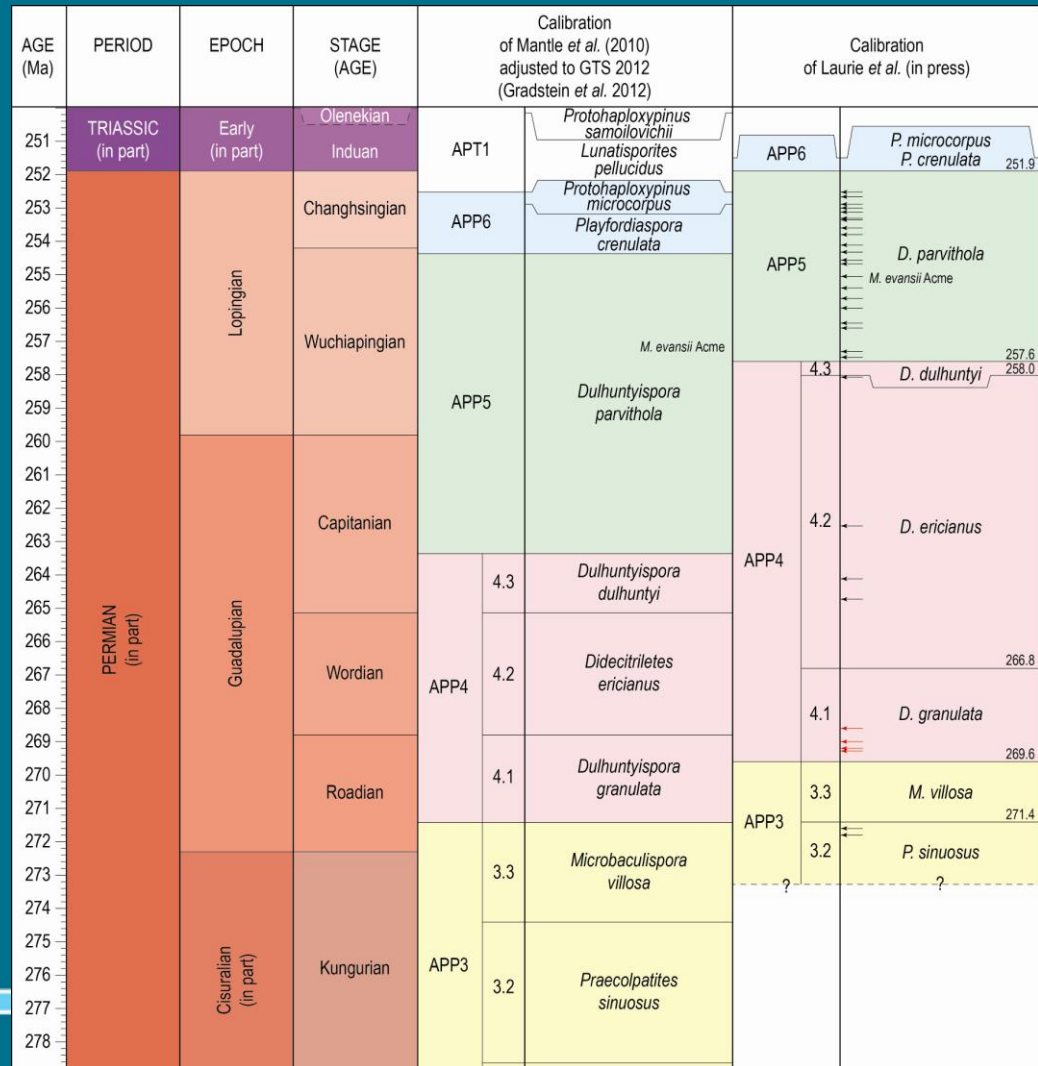 AGE
(Ma)
PERIOD
EPOCH
STAGE
(AGE)
Calibration
of Mantle et al. (2010)
adjusted to GTS 2012
(Gradstein et al. 2012)
Calibration
of Laurie et al. (in press)
251
252
253
254
255
256
257
258
259
260
261
262
263
264
265
266
267
268
269
270
271
272
273
274
275
276
277
278
TRIASSIC
(in part)
PERMIAN
(in part)
Early
(in part)
Lopingian
Guadalupian
Cisuralian
(in part)
Olenekian
Induan
Changhsingian
Wuchiapingian
Capitanian
Wordian
Roadian
Kungurian
APT1
APP6
APP5
APP4
4.3
4.2
4.1
APP3
3.3
3.2
Protohaploxypinus
samoilovichii
Lunatisporites
pellucidus
Protohaploxypinus
microcorpus
Playfordiaspora
crenulata
M. evansii Acme
Dulhuntyispora
parvithola
Dulhuntyispora
dulhuntyi
Didecitriletes
ericianus
Dulhuntyispora
granulata
Microbaculispora
villosa
Praecolpatites
sinuosus
APP6
APP5
APP4
4.3
4.2
4.1
APP3
3.3
3.2
?
P. microcorpus
P. crenulata
251.9
D. parvithola
M. evansii Acme
257.6
258.0
D. dulhuntyi
D. ericianus
266.8
D. granulata
269.6
M. villosa
271.4
P. sinuosus
?